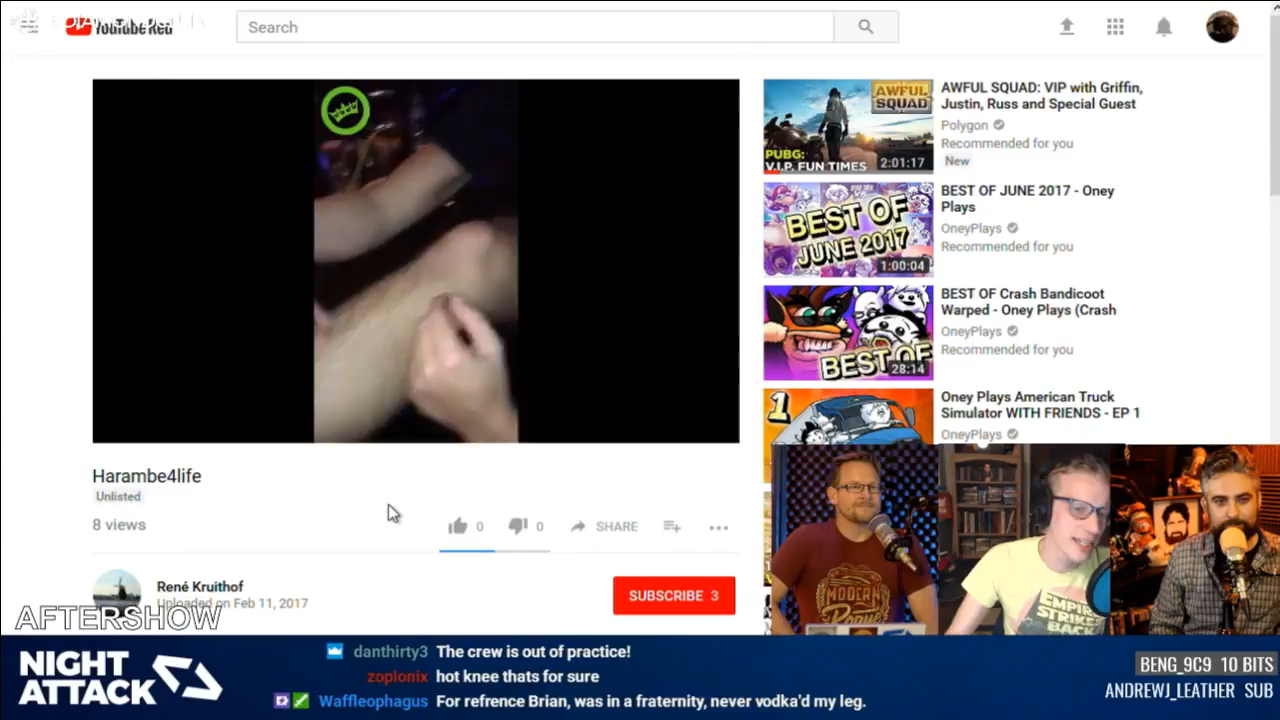 YouTube Red
Search
AWFUL SQUAD: VIP with Griffin,
Justin, Russ and Special Guest
Polygon
Recommended for you
New
AWFUL
SQUAD
PUBG:
V.I.P. FUN TIMES
2:01:17
BEST OF JUNE 2017 - Oney
Plays
OneyPlays
Recommended for you
BEST OF
JUNE 2017
1:00:04
BEST OF Crash Bandicoot
Warped - Oney Plays (Crash
OneyPlays
Recommended for you
BEST OF
28:14
Oney Plays American Truck
Simulator WITH FRIENDS - EP 1
OneyPlays
1
Harambe4life
Unlisted
8 views
0
0
SHARE
René Kruithof
Uploaded on Feb 11, 2017
SUBSCRIBE 3
MODERN
Rogue
EMPIRE
STRIKES
BACK
AFTERSHOW
NIGHT
ATTACK
danthirty3 The crew is out of practice!
zoplonix hot knee thats for sure
Waffleophagus For refrence Brian, was in a fraternity, never vodka'd my leg.
BENG_9C9 10 BITS
ANDREWJ_LEATHER SUB